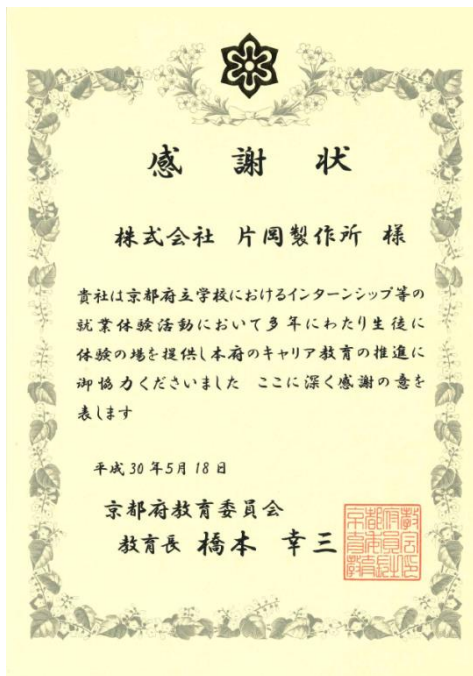 感謝状
株式会社 片岡製作所 様
貴社は京都府立学校におけるインターンシップ等の
就業体験活動において多年にわたり生徒に
体験の場を提供し本府のキャリア教育の推進に
御協力くださいました ここに深く感謝の意を
表します
平成30年5月18日
京都府教育委員会
教育長 橋本 幸三